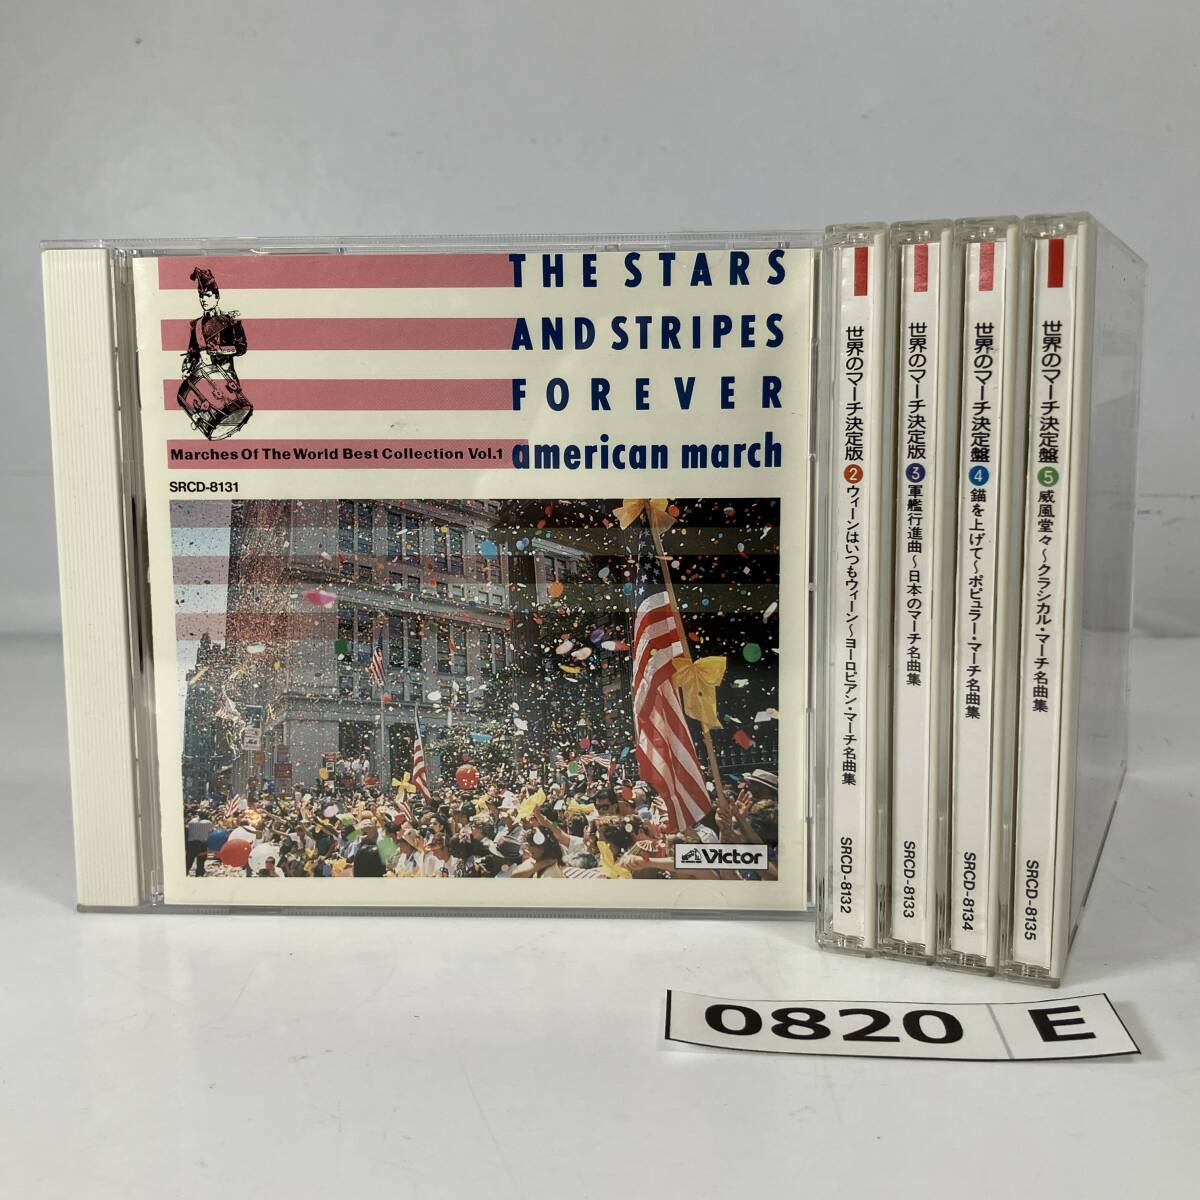 THE STARS
AND STRIPES
FOREVER
american march
Marches Of The World Best Collection Vol.1
SRCD-8131
Victor
世界のマーチ決定版 2 ウィーンはいつもウィーン〜ヨーロピアン・マーチ名曲集
SRCD-8132
世界のマーチ決定版 3 軍艦行進曲〜日本のマーチ名曲集
SRCD-8133
世界のマーチ決定盤 4 錨を上げて〜ポピュラー・マーチ名曲集
SRCD-8134
世界のマーチ決定盤 5 威風堂々〜クラシカル・マーチ名曲集
SRCD-8135
0820 E